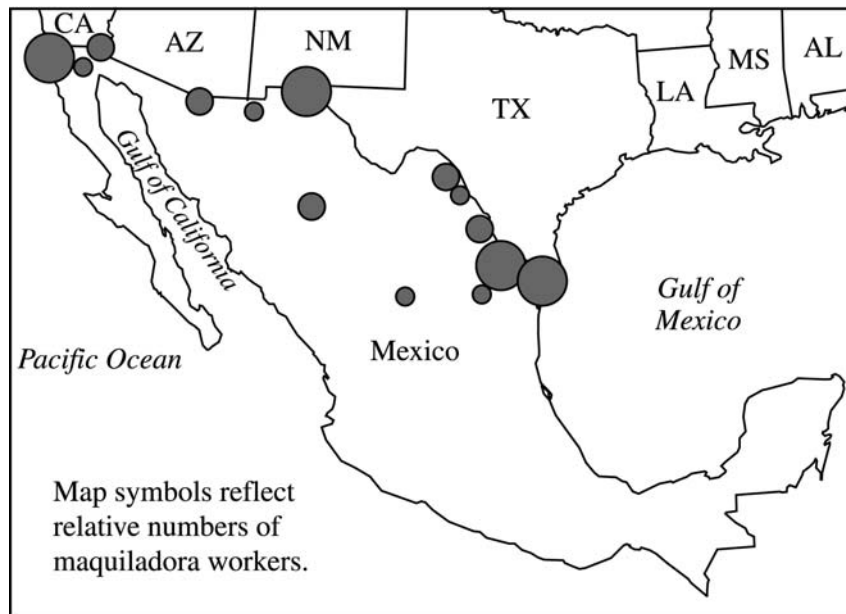 CA
AZ
NM
TX
LA
MS
AL
Gulf of California
Gulf of
Mexico
Pacific Ocean
Mexico
Map symbols reflect
relative numbers of
maquiladora workers.